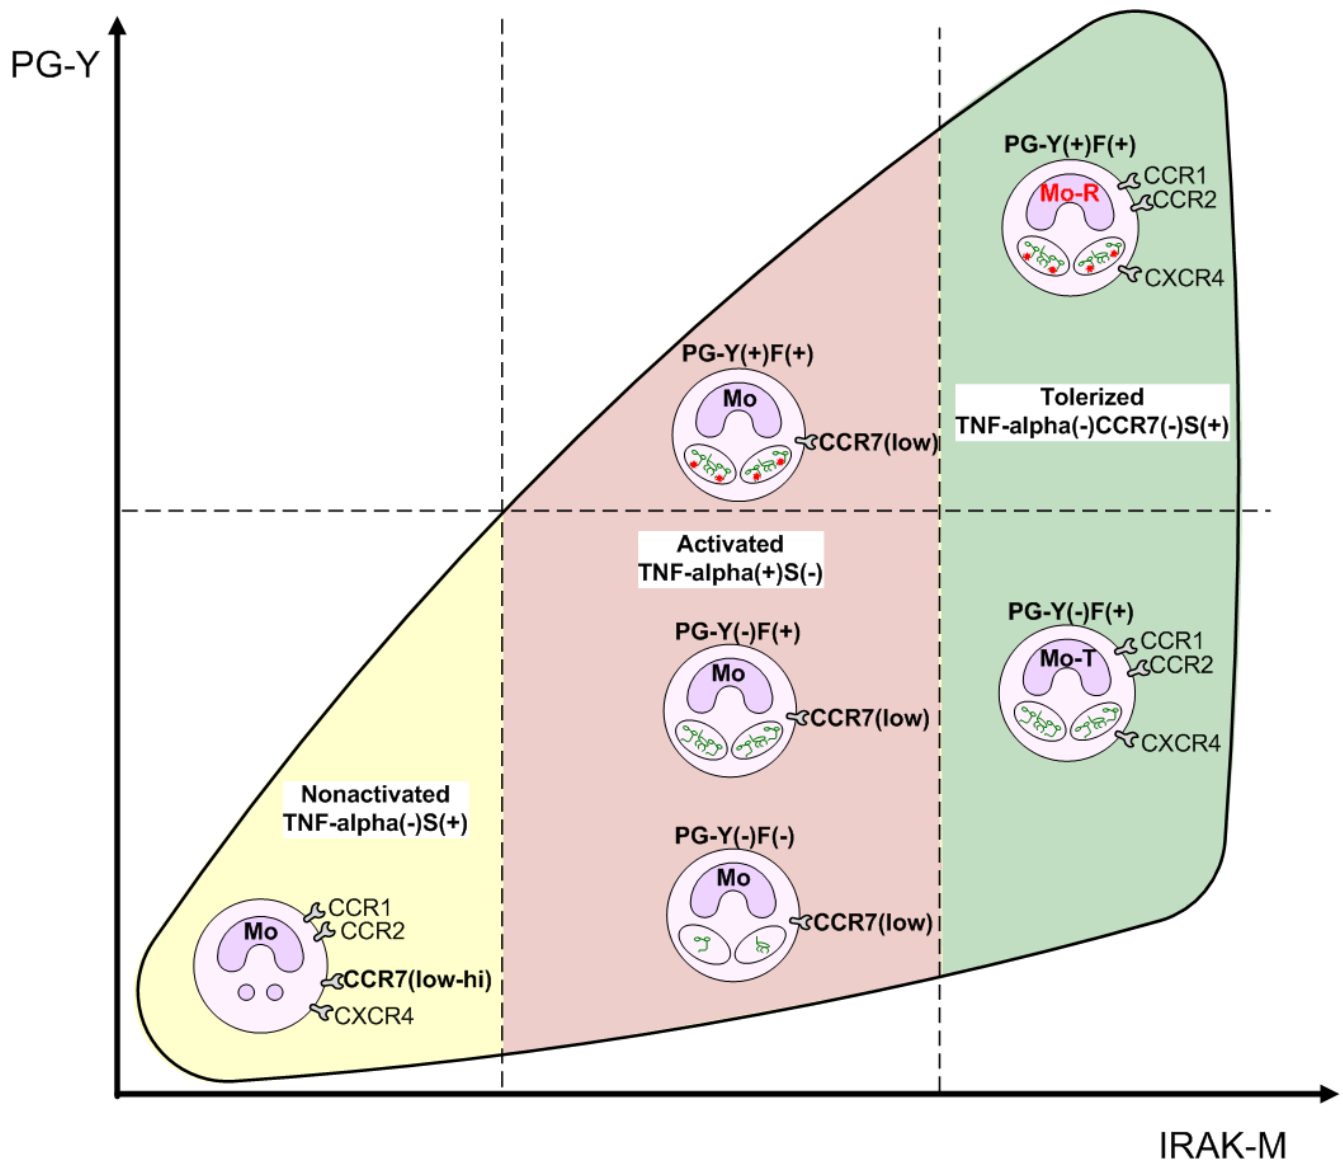 PG-Y
PG-Y(+)F(+)
Mo-R
CCR1
CCR2
CXCR4
PG-Y(+)F(+)
Mo
CCR7(low)
Tolerized
TNF-alpha(-)CCR7(-)S(+)
Activated
TNF-alpha(+)S(-)
PG-Y(-)F(+)
Mo
CCR7(low)
PG-Y(-)F(+)
Mo-T
CCR1
CCR2
CXCR4
Nonactivated
TNF-alpha(-)S(+)
PG-Y(-)F(-)
Mo
CCR7(low)
Mo
CCR1
CCR2
CCR7(low-hi)
CXCR4
IRAK-M